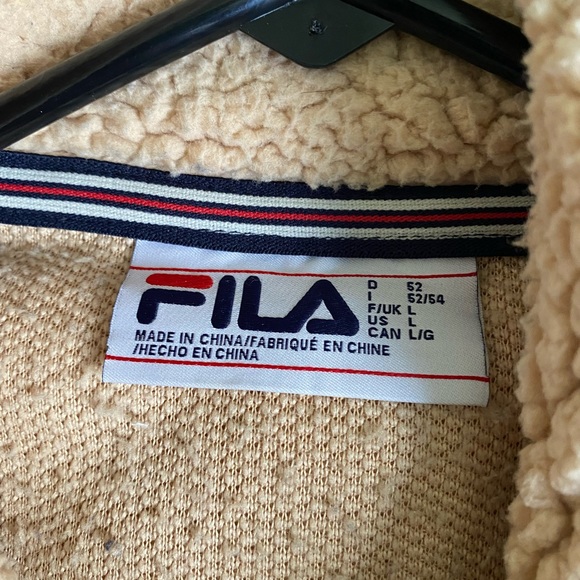 FILA
D 52
I 52/54
F/UK L
US L
CAN L/G
MADE IN CHINA/FABRIQUÉ EN CHINE
/HECHO EN CHINA